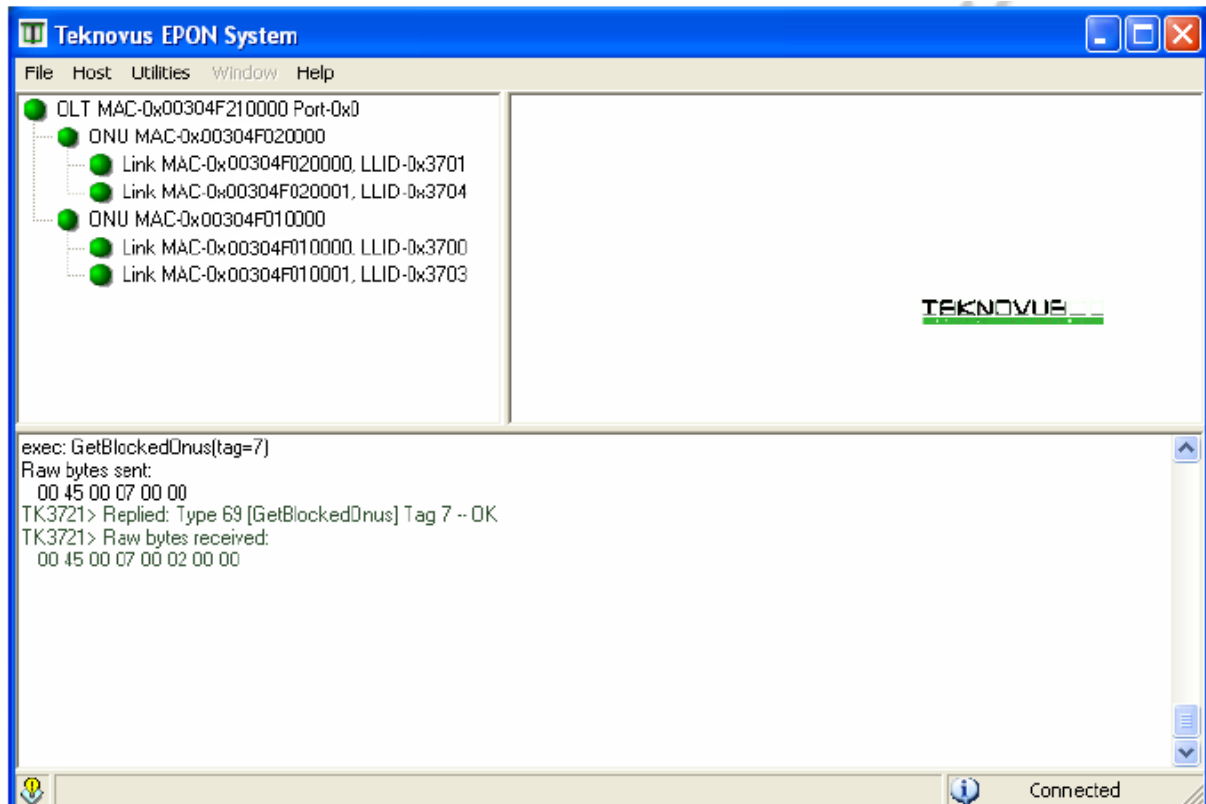 Teknovus EPON System
File Host Utilities Window Help
OLT MAC-0x00304F210000 Port-0x0
ONU MAC-0x00304F020000
Link MAC-0x00304F020000, LLID-0x3701
Link MAC-0x00304F020001, LLID-0x3704
ONU MAC-0x00304F010000
Link MAC-0x00304F010000, LLID-0x3700
Link MAC-0x00304F010001, LLID-0x3703
TEKNOVUS
exec: GetBlockedOnus(tag=7)
Raw bytes sent:
00 45 00 07 00 00
TK3721> Replied: Type 69 [GetBlockedOnus] Tag 7 -- OK
TK3721> Raw bytes received:
00 45 00 07 00 02 00 00
Connected